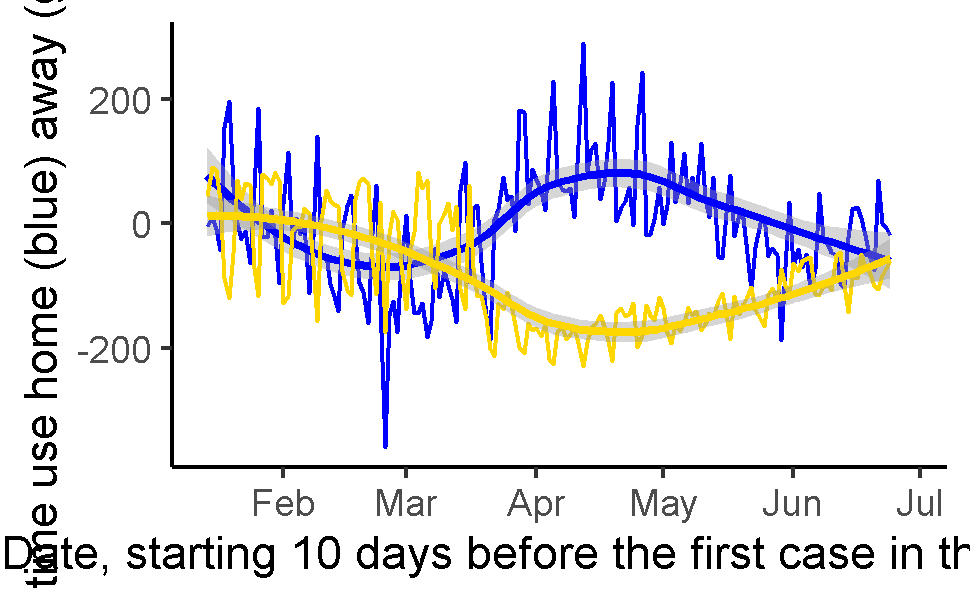 time use home (blue) away (
200
0
-200
Feb Mar Apr May Jun Jul
Date, starting 10 days before the first case in th